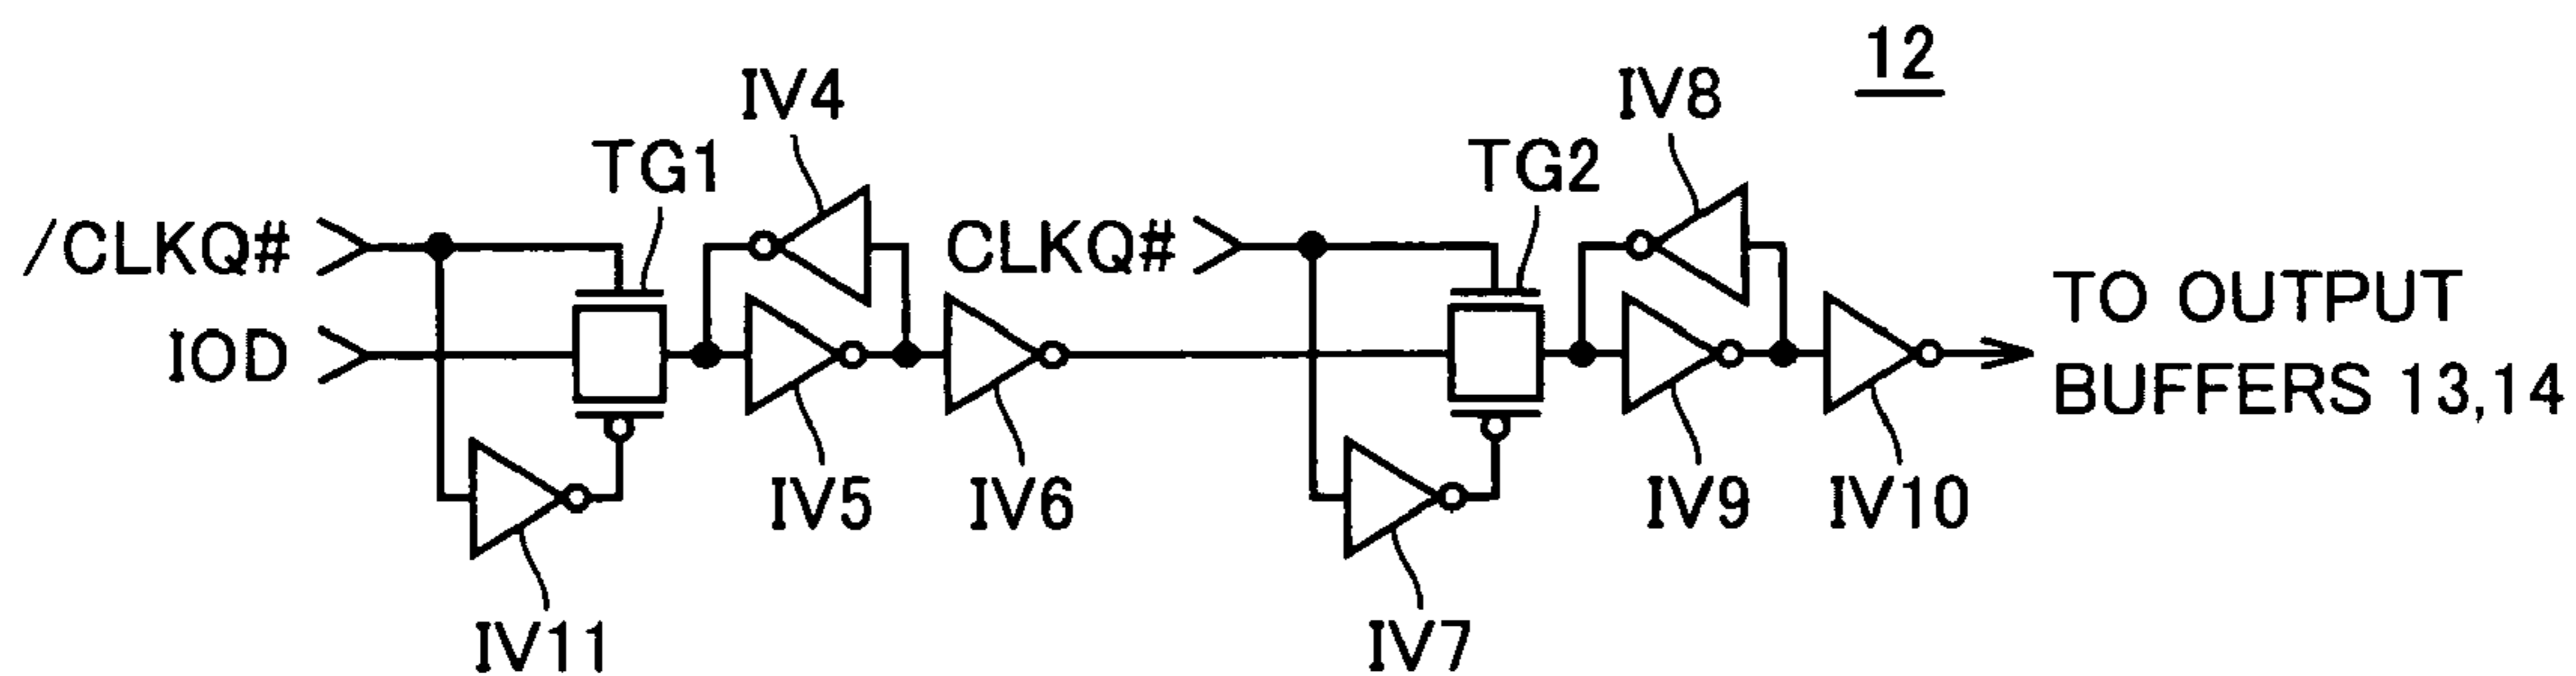 12
IV4
IV8
TG1
TG2
/CLKQ#
CLKQ#
IOD
TO OUTPUT
BUFFERS 13,14
IV5
IV6
IV9
IV10
IV11
IV7